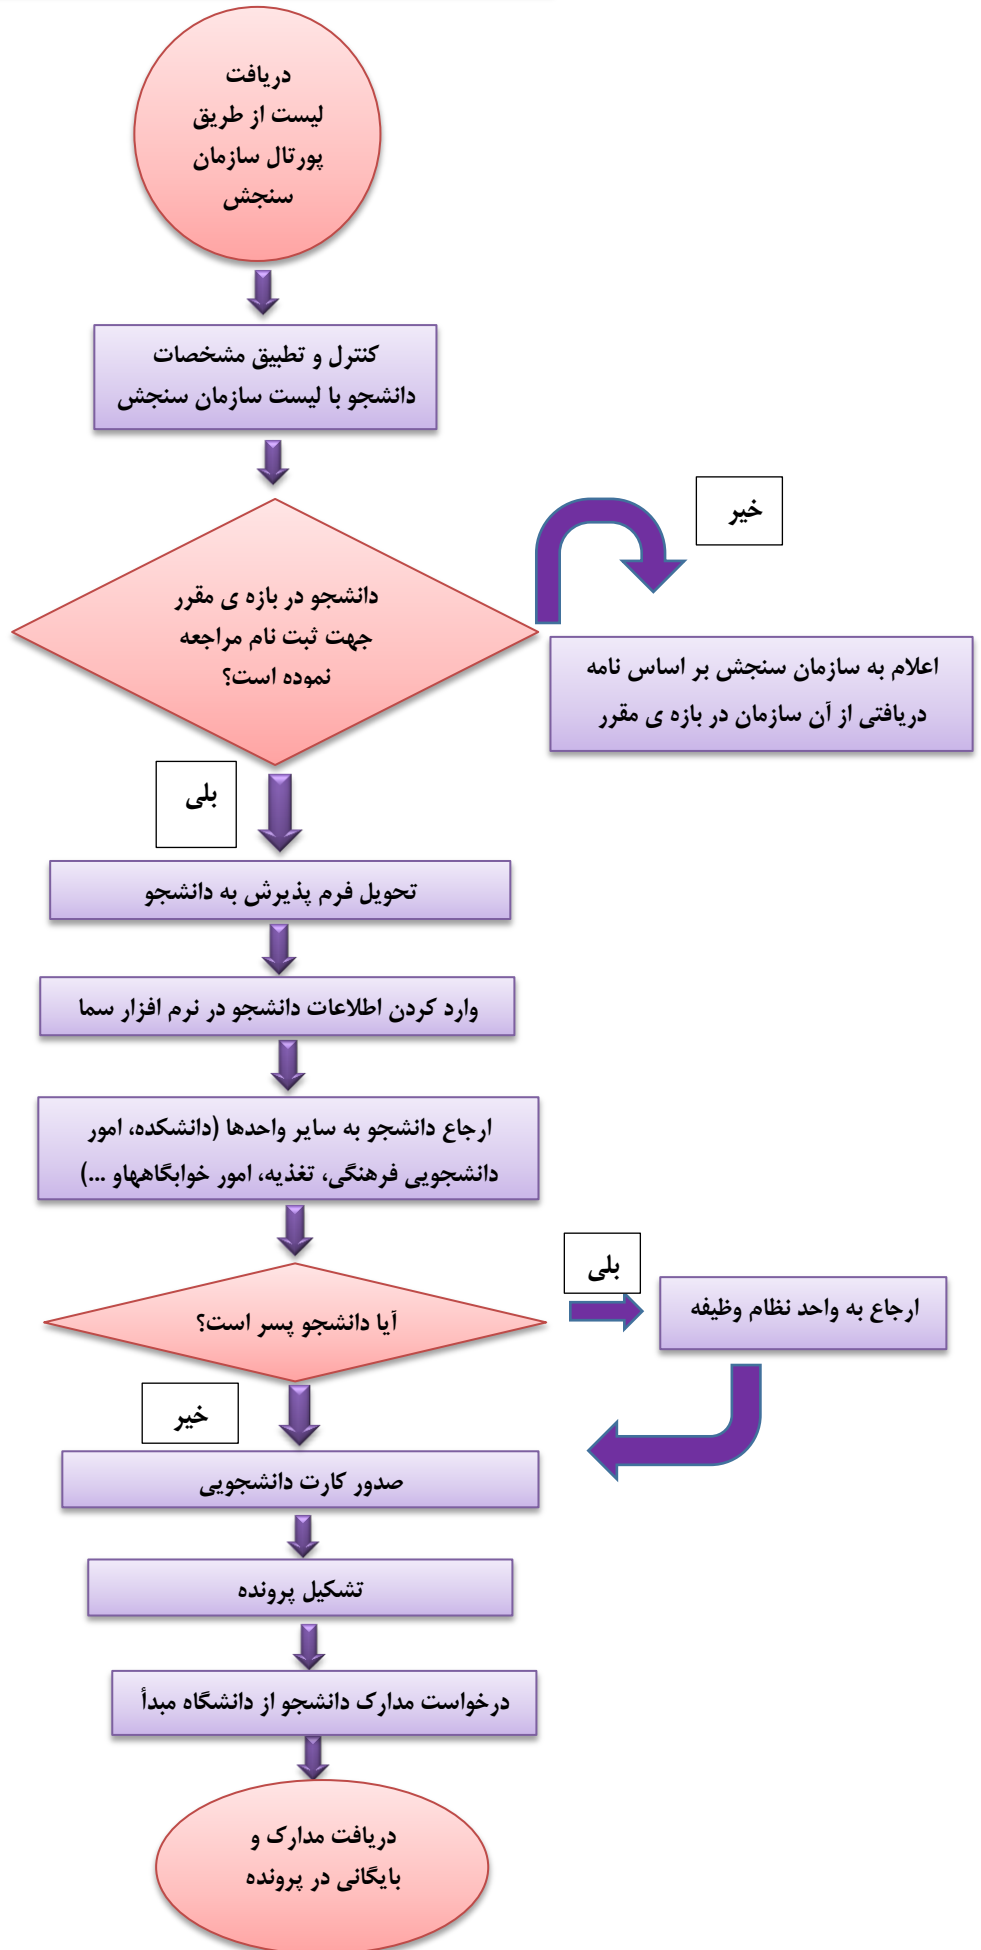 دریافت
لیست از طریق
پورتال سازمان
سنجش
کنترل و تطبیق مشخصات
دانشجو با لیست سازمان سنجش
دانشجو در بازه ی مقرر
جهت ثبت نام مراجعه
نموده است؟
خیر
اعلام به سازمان سنجش بر اساس نامه
دریافتی از آن سازمان در بازه ی مقرر
بلی
تحویل فرم پذیرش به دانشجو
وارد کردن اطلاعات دانشجو در نرم افزار سما
ارجاع دانشجو به سایر واحدها (دانشکده، امور
دانشجویی فرهنگی، تغذیه، امور خوابگاههاو ...)
آیا دانشجو پسر است؟
بلی
ارجاع به واحد نظام وظیفه
خیر
صدور کارت دانشجویی
تشکیل پرونده
درخواست مدارک دانشجو از دانشگاه مبدأ
دریافت مدارک و
بایگانی در پرونده